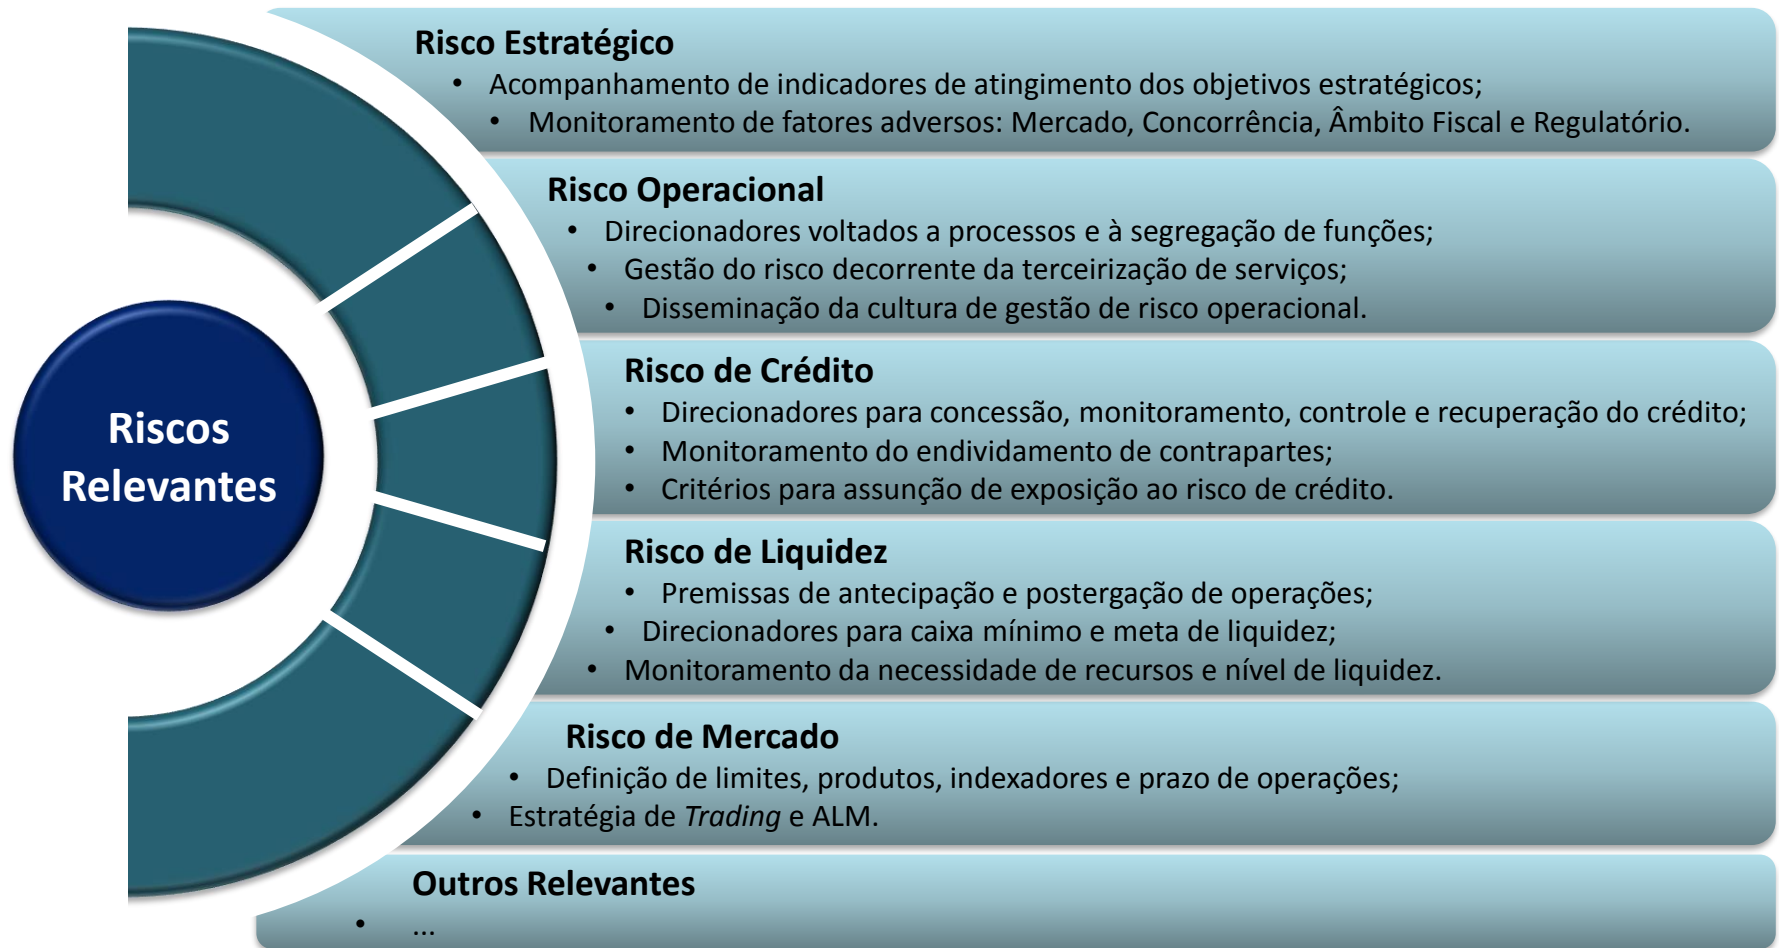 Risco Estratégico
• Acompanhamento de indicadores de atingimento dos objetivos estratégicos;
• Monitoramento de fatores adversos: Mercado, Concorrência, Âmbito Fiscal e Regulatório.
Risco Operacional
• Direcionadores voltados a processos e à segregação de funções;
• Gestão do risco decorrente da terceirização de serviços;
• Disseminação da cultura de gestão de risco operacional.
Riscos
Relevantes
Risco de Crédito
• Direcionadores para concessão, monitoramento, controle e recuperação do crédito;
• Monitoramento do endividamento de contrapartes;
• Critérios para assunção de exposição ao risco de crédito.
Risco de Liquidez
• Premissas de antecipação e postergação de operações;
• Direcionadores para caixa mínimo e meta de liquidez;
• Monitoramento da necessidade de recursos e nível de liquidez.
Risco de Mercado
• Definição de limites, produtos, indexadores e prazo de operações;
• Estratégia de Trading e ALM.
Outros Relevantes
• ...